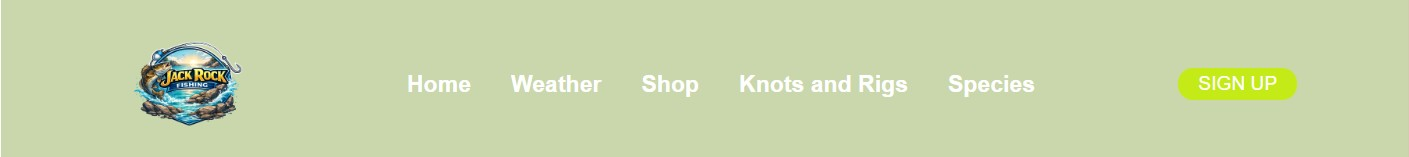 JACK ROCK
FISHING
Home Weather Shop Knots and Rigs Species
SIGN UP